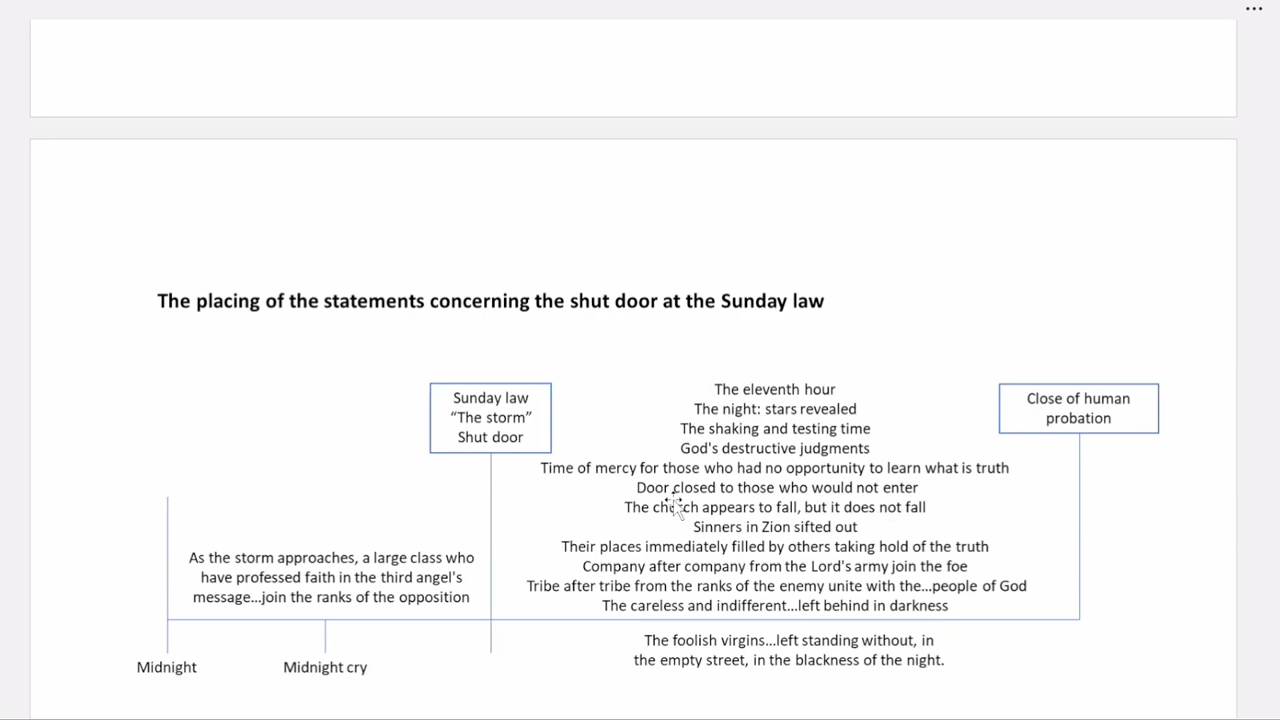 The placing of the statements concerning the shut door at the Sunday law
Sunday law
“The storm”
Shut door
The eleventh hour
The night: stars revealed
The shaking and testing time
God's destructive judgments
Time of mercy for those who had no opportunity to learn what is truth
Door closed to those who would not enter
The church appears to fall, but it does not fall
Sinners in Zion sifted out
Their places immediately filled by others taking hold of the truth
Company after company from the Lord's army join the foe
Tribe after tribe from the ranks of the enemy unite with the...people of God
The careless and indifferent...left behind in darkness
Close of human
probation
As the storm approaches, a large class who
have professed faith in the third angel's
message...join the ranks of the opposition
The foolish virgins...left standing without, in
the empty street, in the blackness of the night.
Midnight
Midnight cry